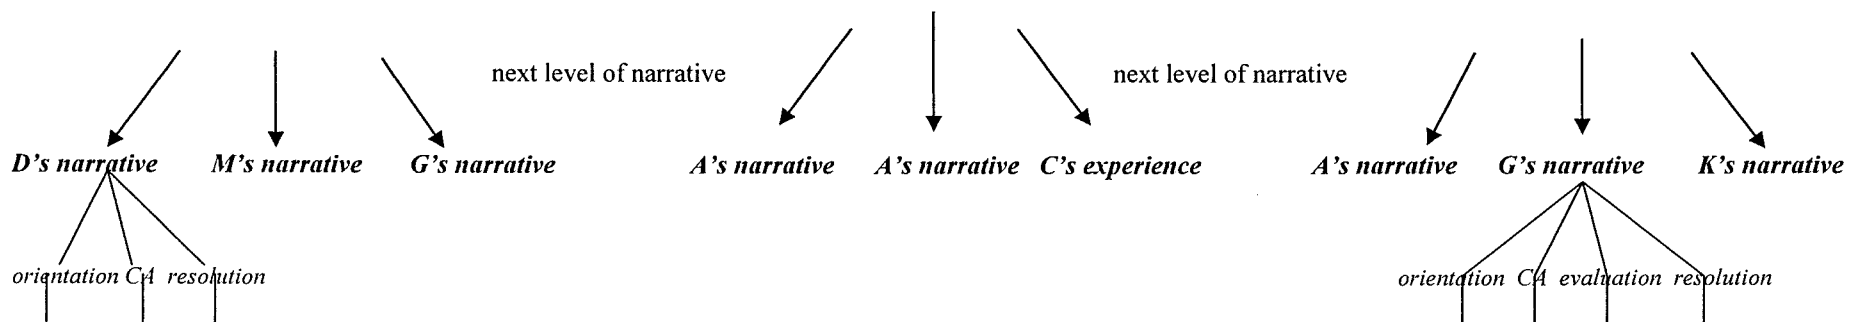 next level of narrative next level of narrative
D's narrative M's narrative G's narrative A's narrative A's narrative C's experience A's narrative G's narrative K's narrative
orientation CA resolution orientation CA evaluation resolution